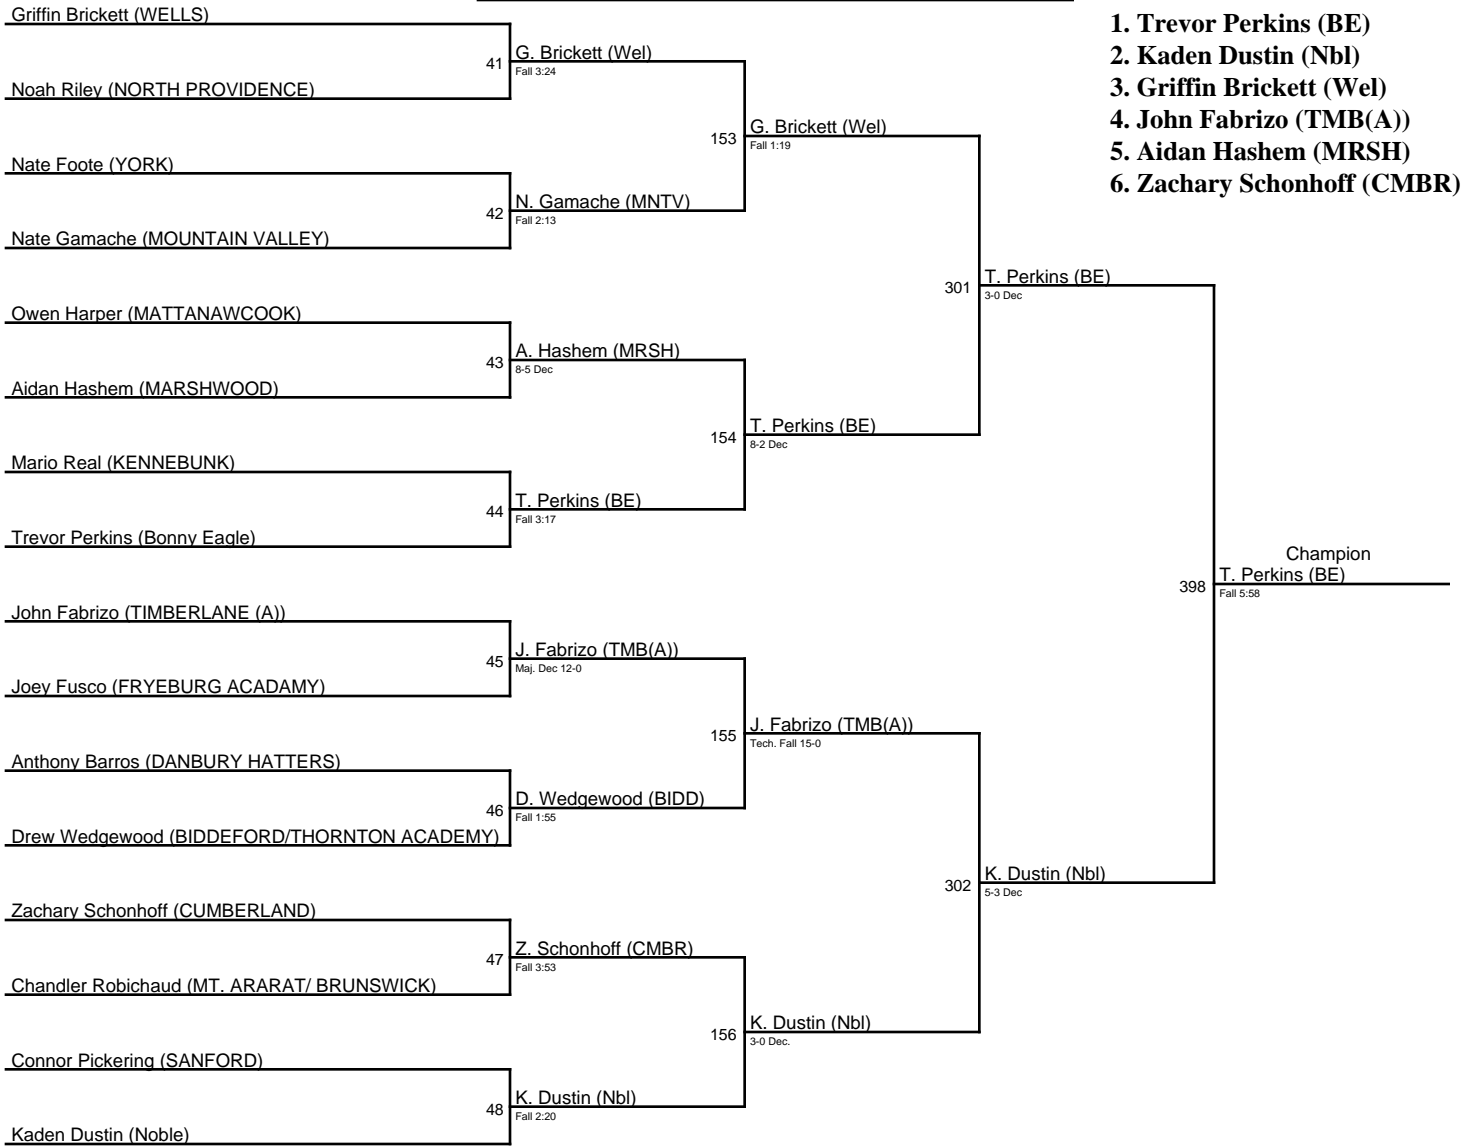 Griffin Brickett (WELLS)
41
G. Brickett (Wel)
Fall 3:24
Noah Riley (NORTH PROVIDENCE)
153
G. Brickett (Wel)
Fall 1:19
Nate Foote (YORK)
42
N. Gamache (MNTV)
Fall 2:13
Nate Gamache (MOUNTAIN VALLEY)
301
T. Perkins (BE)
3-0 Dec
Owen Harper (MATTANAWCOOK)
43
A. Hashem (MRSH)
8-5 Dec
Aidan Hashem (MARSHWOOD)
154
T. Perkins (BE)
8-2 Dec
Mario Real (KENNEBUNK)
44
T. Perkins (BE)
Fall 3:17
Trevor Perkins (Bonny Eagle)
Champion
398
T. Perkins (BE)
Fall 5:58
John Fabrizo (TIMBERLANE (A))
45
J. Fabrizo (TMB(A))
Maj. Dec 12-0
Joey Fusco (FRYEBURG ACADAMY)
155
J. Fabrizo (TMB(A))
Tech. Fall 15-0
Anthony Barros (DANBURY HATTERS)
46
D. Wedgewood (BIDD)
Fall 1:55
Drew Wedgewood (BIDDEFORD/THORNTON ACADEMY)
302
K. Dustin (Nbl)
5-3 Dec
Zachary Schonhoff (CUMBERLAND)
47
Z. Schonhoff (CMBR)
Fall 3:53
Chandler Robichaud (MT. ARARAT/ BRUNSWICK)
156
K. Dustin (Nbl)
3-0 Dec.
Connor Pickering (SANFORD)
48
K. Dustin (Nbl)
Fall 2:20
Kaden Dustin (Noble)
1. Trevor Perkins (BE)
2. Kaden Dustin (Nbl)
3. Griffin Brickett (Wel)
4. John Fabrizo (TMB(A))
5. Aidan Hashem (MRSH)
6. Zachary Schonhoff (CMBR)